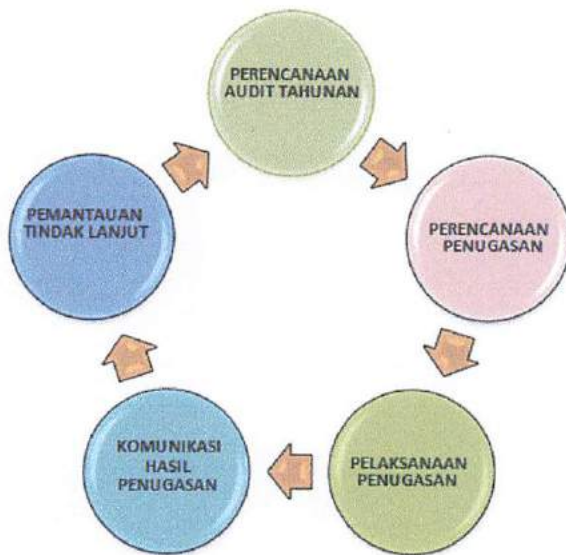 PERENCANAAN
AUDIT TAHUNAN
PERENCANAAN
PENUGASAN
PELAKSANAAN
PENUGASAN
KOMUNIKASI
HASIL
PENUGASAN
PEMANTAUAN
TINDAK LANJUT